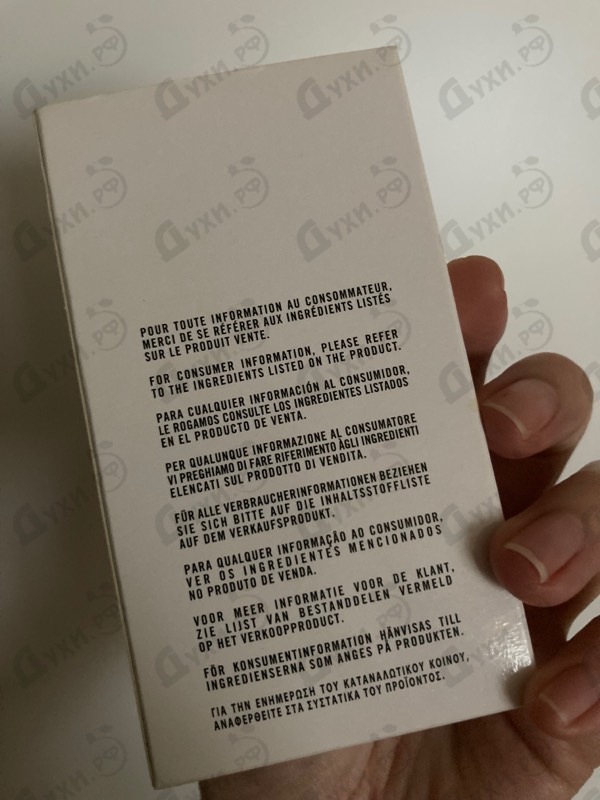 POUR TOUTE INFORMATION AU CONSOMMATEUR,
MERCI DE SE RÉFÉRER AUX INGRÉDIENTS LISTÉS
SUR LE PRODUIT VENTE.
FOR CONSUMER INFORMATION, PLEASE REFER
TO THE INGREDIENTS LISTED ON THE PRODUCT.
PARA CUALQUIER INFORMACIÓN AL CONSUMIDOR,
LE ROGAMOS CONSULTE LOS INGREDIENTES LISTADOS
EN EL PRODUCTO DE VENTA.
PER QUALUNQUE INFORMAZIONE AL CONSUMATORE
VI PREGHIAMO DI FARE RIFERIMENTO ÀGLI INGREDIENTI
ELENCATI SUL PRODOTTO DI VENDITA.
FÜR ALLE VERBRAUCHERINFORMATIONEN BEZIEHEN
SIE SICH BITTE AUF DIE INHALTSSTOFFLISTE
AUF DEM VERKAUFSPRODUKT.
PARA QUALQUER INFORMAÇÃO AO CONSUMIDOR,
VER OS INGREDIENTES MENCIONADOS
NO PRODUTO DE VENDA.
VOOR MEER INFORMATIE VOOR DE KLANT,
ZIE LIJST VAN BESTANDDELEN VERMELD
OP HET VERKOOPPRODUCT.
FÖR KONSUMENTINFORMATION HÄNVISAS TILL
INGREDIENSERNA SOM ANGES PÅ PRODUKTEN.
ΓΙΑ ΤΗΝ ΕΝΗΜΕΡΩΣΗ ΤΟΥ ΚΑΤΑΝΑΛΩΤΙΚΟΥ ΚΟΙΝΟΥ,
ΑΝΑΦΕΡΘΕΙΤΕ ΣΤΑ ΣΥΣΤΑΤΙΚΑ ΤΟΥ ΠΡΟΪΟΝΤΟΣ.
Духи.рф